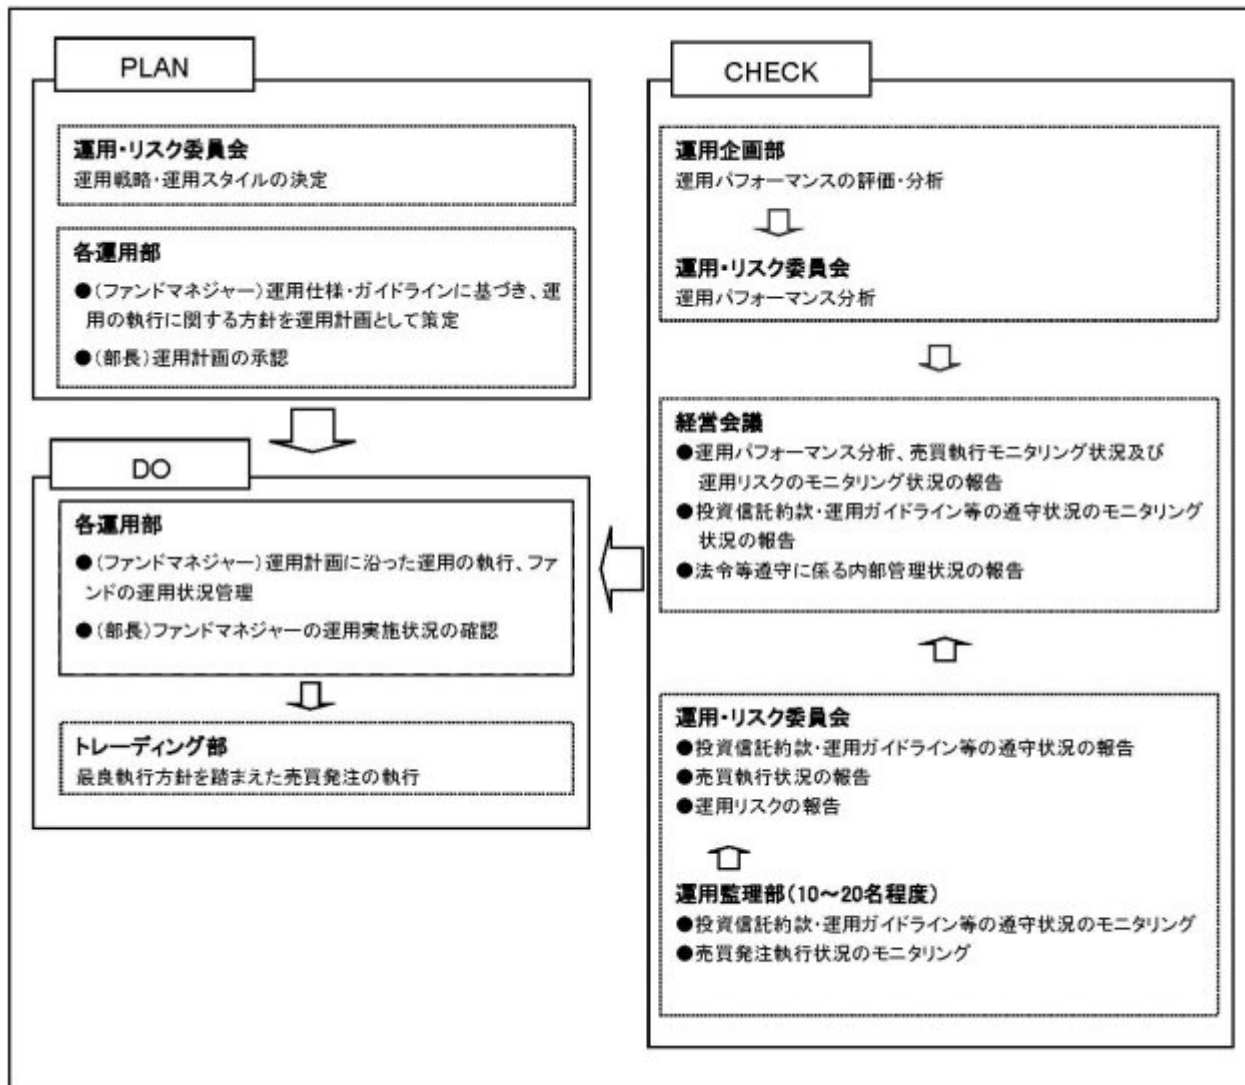 PLAN
運用・リスク委員会
運用戦略・運用スタイルの決定
各運用部
●(ファンドマネジャー)運用仕様・ガイドラインに基づき、運
用の執行に関する方針を運用計画として策定
●(部長)運用計画の承認
DO
各運用部
●(ファンドマネジャー)運用計画に沿った運用の執行、ファ
ンドの運用状況管理
●(部長)ファンドマネジャーの運用実施状況の確認
トレーディング部
最良執行方針を踏まえた売買発注の執行
CHECK
運用企画部
運用パフォーマンスの評価・分析
運用・リスク委員会
運用パフォーマンス分析
経営会議
●運用パフォーマンス分析、売買執行モニタリング状況及び
運用リスクのモニタリング状況の報告
●投資信託約款・運用ガイドライン等の遵守状況のモニタリング
状況の報告
●法令等遵守に係る内部管理状況の報告
運用・リスク委員会
●投資信託約款・運用ガイドライン等の遵守状況の報告
●売買執行状況の報告
●運用リスクの報告
運用監理部(10～20名程度)
●投資信託約款・運用ガイドライン等の遵守状況のモニタリング
●売買発注執行状況のモニタリング